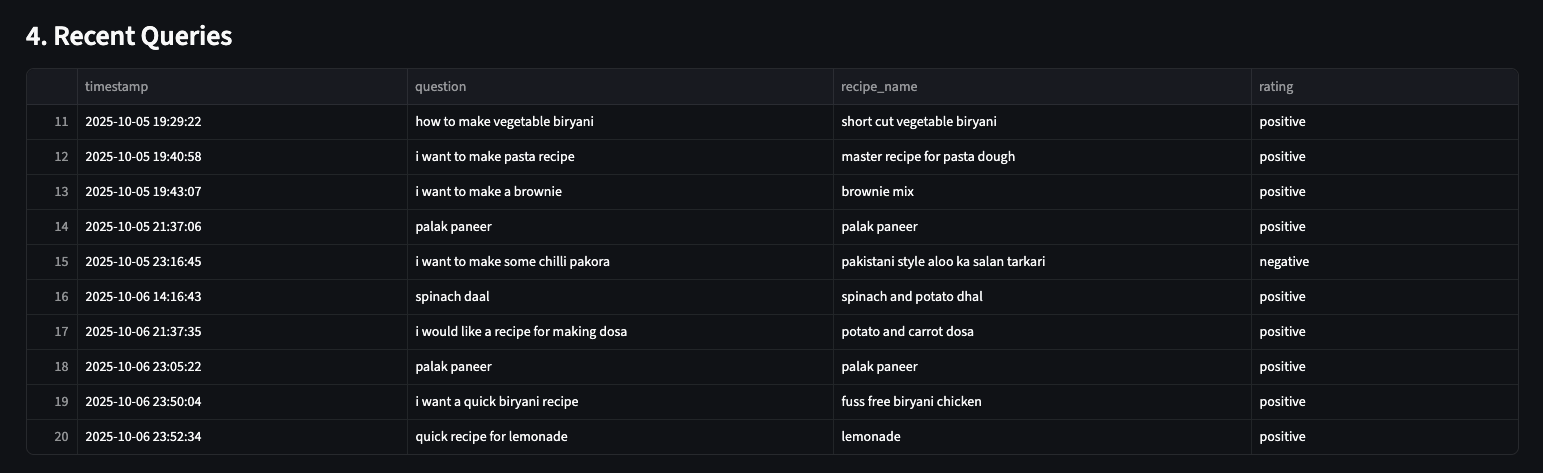 4. Recent Queries
timestamp question recipe_name rating
11 2025-10-05 19:29:22 how to make vegetable biryani short cut vegetable biryani positive
12 2025-10-05 19:40:58 i want to make pasta recipe master recipe for pasta dough positive
13 2025-10-05 19:43:07 i want to make a brownie brownie mix positive
14 2025-10-05 21:37:06 palak paneer palak paneer positive
15 2025-10-05 23:16:45 i want to make some chilli pakora pakistani style aloo ka salan tarkari negative
16 2025-10-06 14:16:43 spinach daal spinach and potato dhal positive
17 2025-10-06 21:37:35 i would like a recipe for making dosa potato and carrot dosa positive
18 2025-10-06 23:05:22 palak paneer palak paneer positive
19 2025-10-06 23:50:04 i want a quick biryani recipe fuss free biryani chicken positive
20 2025-10-06 23:52:34 quick recipe for lemonade lemonade positive